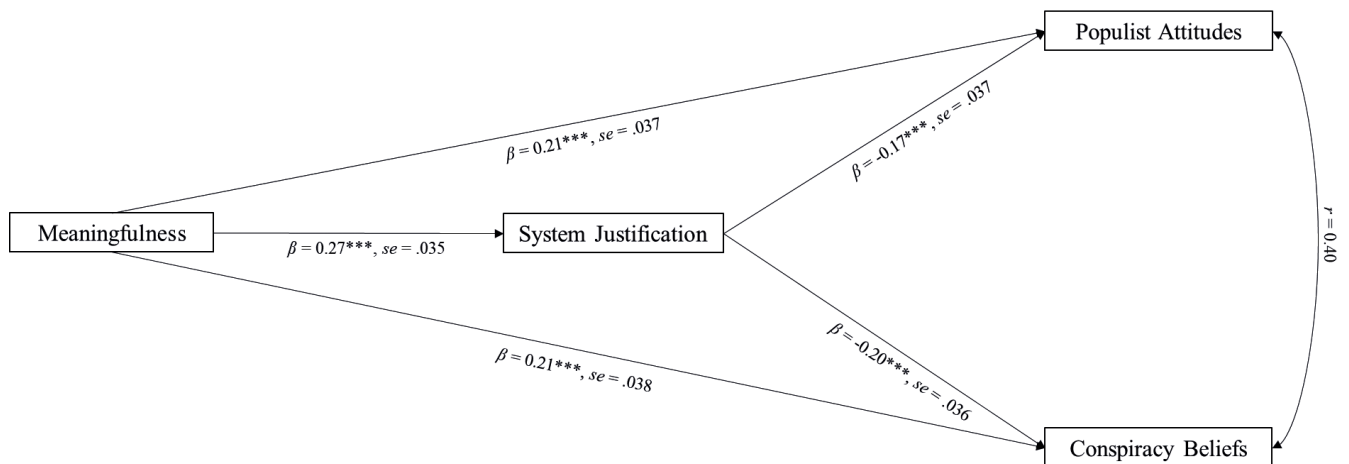 Populist Attitudes
β = 0.21***, se = .037
β = -0.17***, se = .037
Meaningfulness
β = 0.27***, se = .035
System Justification
r = 0.40
β = 0.21***, se = .038
β = -0.20***, se = .036
Conspiracy Beliefs